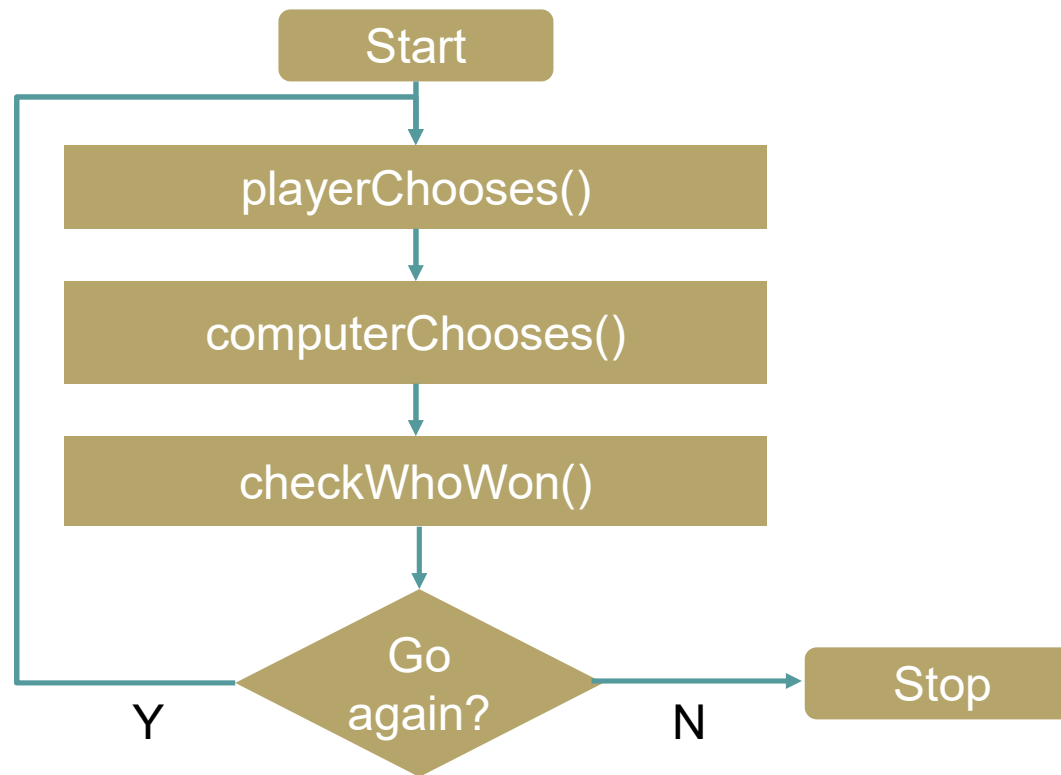 Start
playerChooses()
computerChooses()
checkWhoWon()
Go
again?
Y
N
Stop